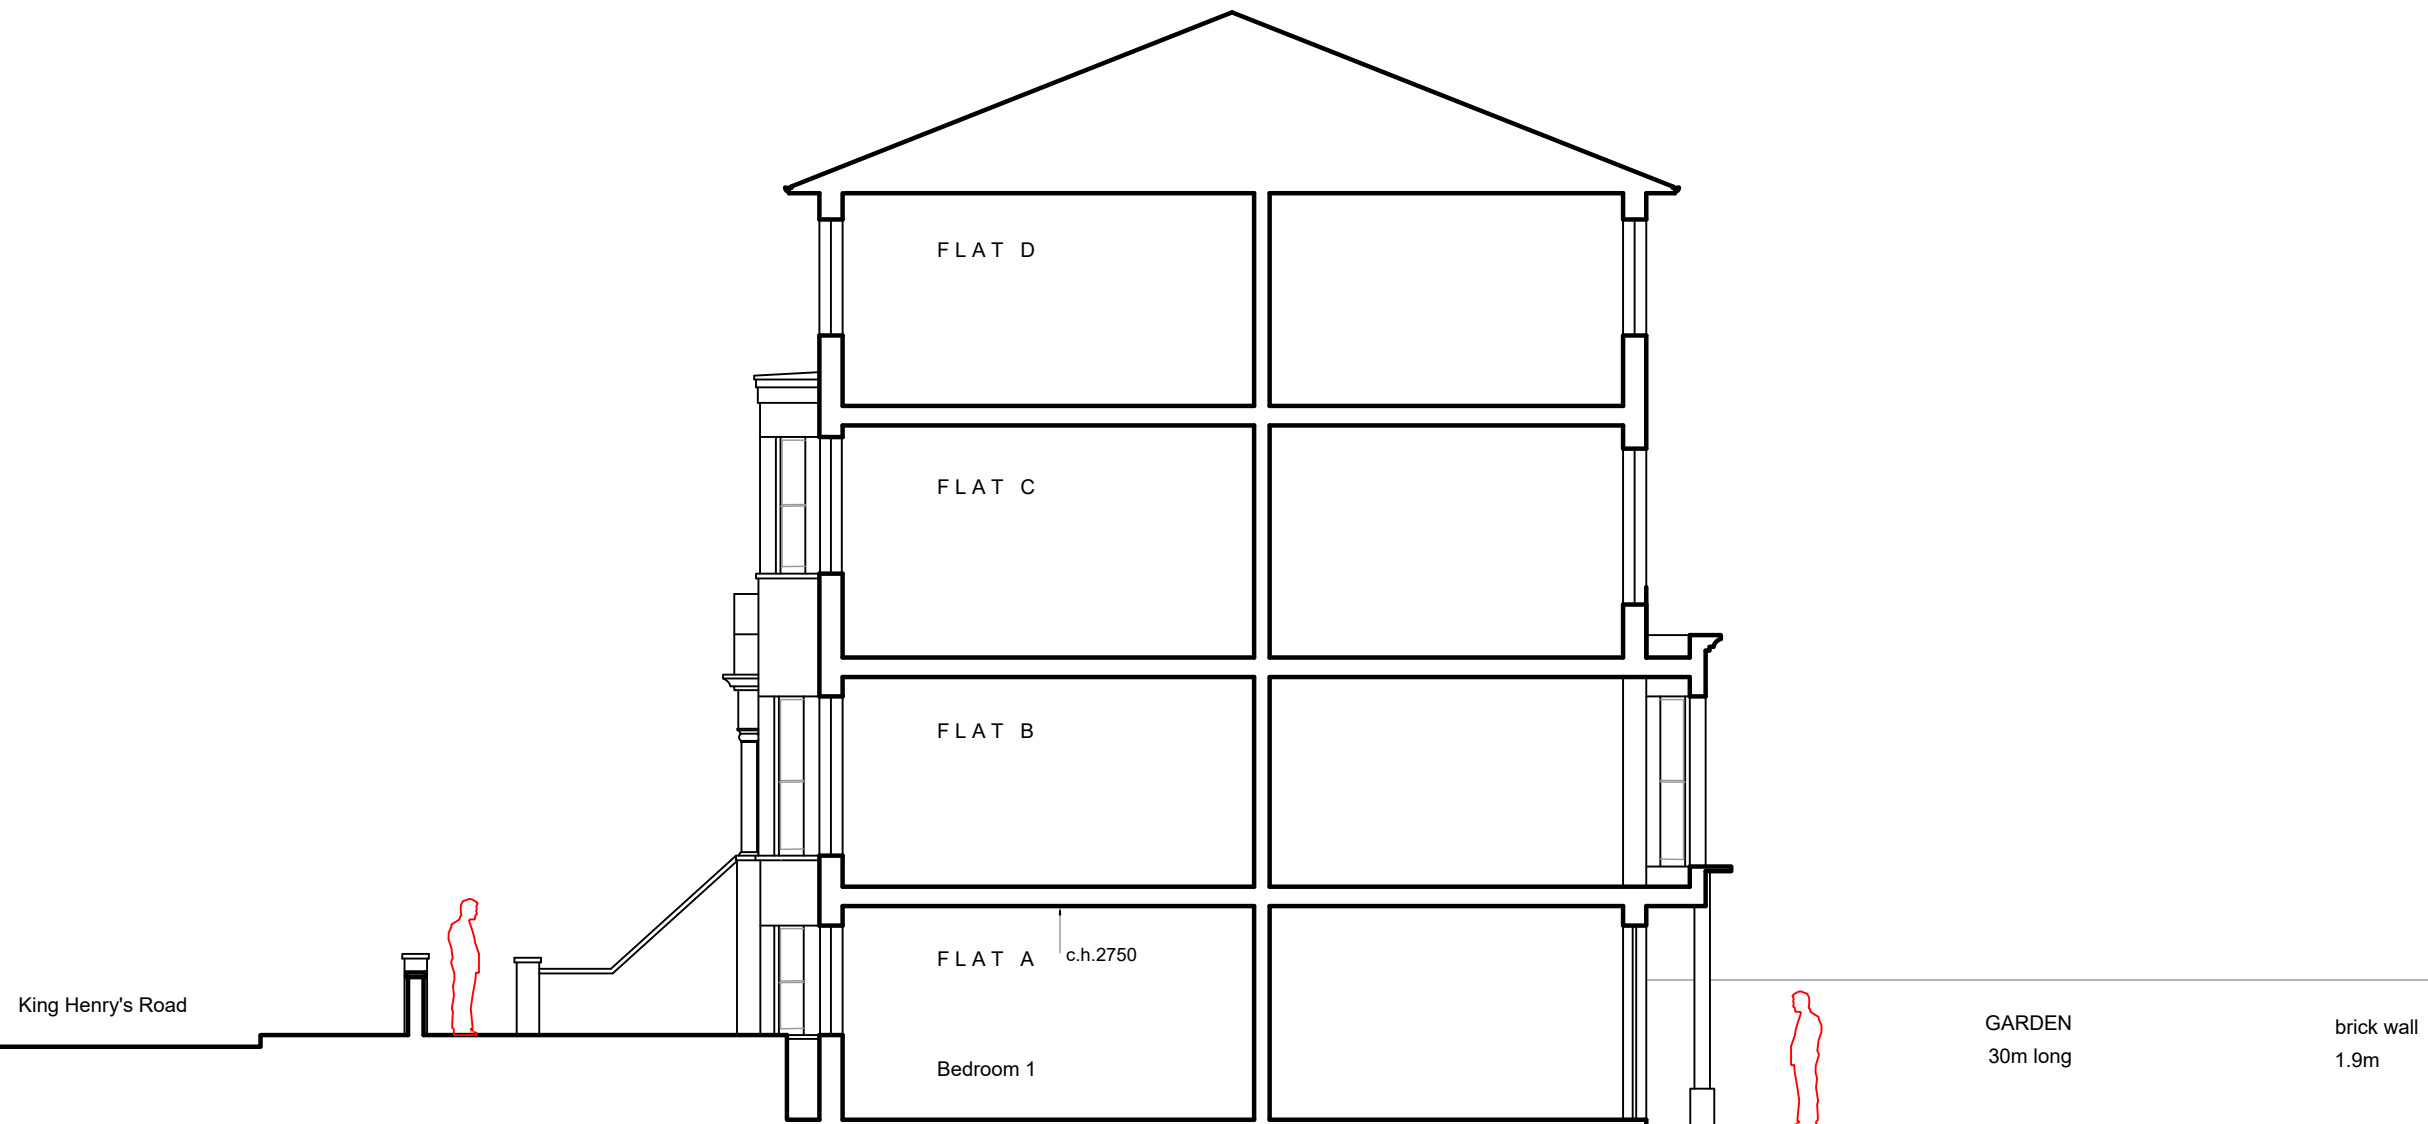 FLAT D
FLAT C
FLAT B
FLAT A
c.h.2750
King Henry's Road
Bedroom 1
GARDEN
30m long
brick wall
1.9m